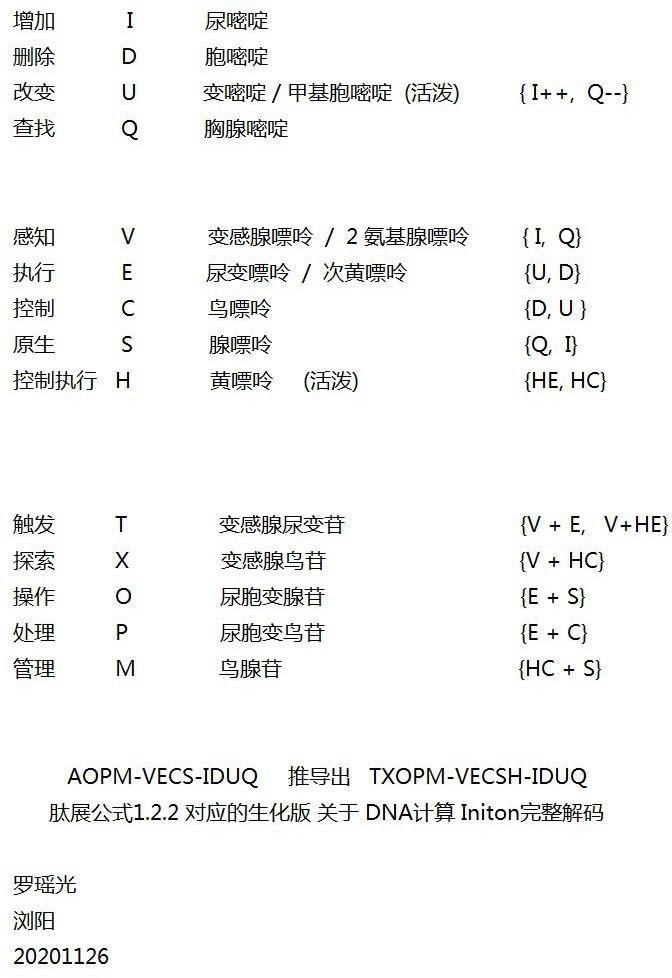 增加 I 尿嘧啶
删除 D 胞嘧啶
改变 U 变嘧啶 / 甲基胞嘧啶 (活泼) { I++, Q--}
查找 Q 胸腺嘧啶
感知 V 变感腺嘌呤 / 2 氨基腺嘌呤 { I, Q}
执行 E 尿变嘌呤 / 次黄嘌呤 {U, D}
控制 C 鸟嘌呤 {D, U }
原生 S 腺嘌呤 {Q, I}
控制执行 H 黄嘌呤 (活泼) {HE, HC}
触发 T 变感腺尿变苷 {V + E, V+HE}
探索 X 变感腺鸟苷 {V + HC}
操作 O 尿胞变腺苷 {E + S}
处理 P 尿胞变鸟苷 {E + C}
管理 M 鸟腺苷 {HC + S}
AOPM-VECS-IDUQ 推导出 TXOPM-VECSH-IDUQ
肽展公式1.2.2 对应的生化版 关于 DNA计算 Initon完整解码
罗瑶光
浏阳
20201126